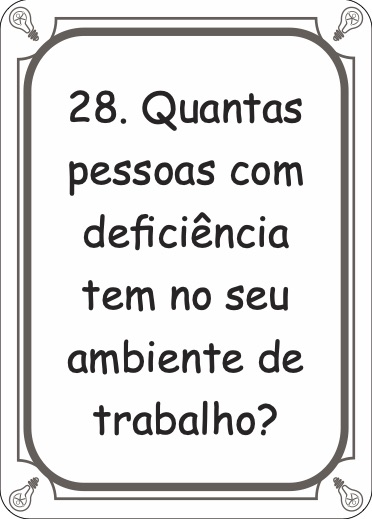 28. Quantas
pessoas com
deficiência
tem no seu
ambiente de
trabalho?